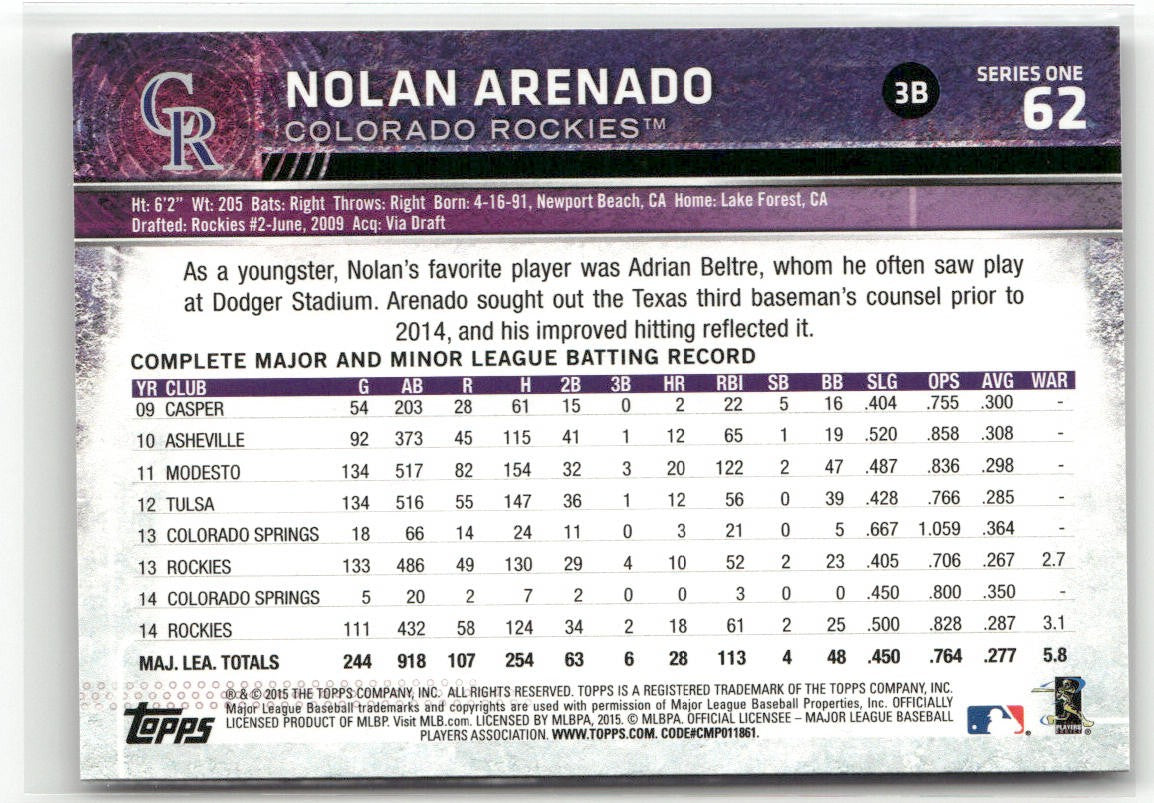 CR
NOLAN ARENADO
COLORADO ROCKIES™
3B
SERIES ONE
62
Ht: 6'2" Wt: 205 Bats: Right Throws: Right Born: 4-16-91, Newport Beach, CA Home: Lake Forest, CA
Drafted: Rockies #2-June, 2009 Acq: Via Draft
As a youngster, Nolan's favorite player was Adrian Beltre, whom he often saw play
at Dodger Stadium. Arenado sought out the Texas third baseman's counsel prior to
2014, and his improved hitting reflected it.
COMPLETE MAJOR AND MINOR LEAGUE BATTING RECORD
YR CLUB G AB R H 2B 3B HR RBI SB BB SLG OPS AVG WAR
09 CASPER 54 203 28 61 15 0 2 22 5 16 .404 .755 .300 -
10 ASHEVILLE 92 373 45 115 41 1 12 65 1 19 .520 .858 .308 -
11 MODESTO 134 517 82 154 32 3 20 122 2 47 .487 .836 .298 -
12 TULSA 134 516 55 147 36 1 12 56 0 39 .428 .766 .285 -
13 COLORADO SPRINGS 18 66 14 24 11 0 3 21 0 5 .667 1.059 .364 -
13 ROCKIES 133 486 49 130 29 4 10 52 2 23 .405 .706 .267 2.7
14 COLORADO SPRINGS 5 20 2 7 2 0 0 3 0 0 .450 .800 .350 -
14 ROCKIES 111 432 58 124 34 2 18 61 2 25 .500 .828 .287 3.1
MAJ. LEA. TOTALS 244 918 107 254 63 6 28 113 4 48 .450 .764 .277 5.8
® & © 2015 THE TOPPS COMPANY, INC. ALL RIGHTS RESERVED. TOPPS IS A REGISTERED TRADEMARK OF THE TOPPS COMPANY, INC.
Major League Baseball trademarks and copyrights are used with permission of Major League Baseball Properties, Inc. OFFICIALLY
LICENSED PRODUCT OF MLBP. Visit MLB.com. LICENSED BY MLBPA, 2015. © MLBPA. OFFICIAL LICENSEE – MAJOR LEAGUE BASEBALL
PLAYERS ASSOCIATION. WWW.TOPPS.COM. CODE#CMP011861.
TOPPS
PLAYERS
CHOICE